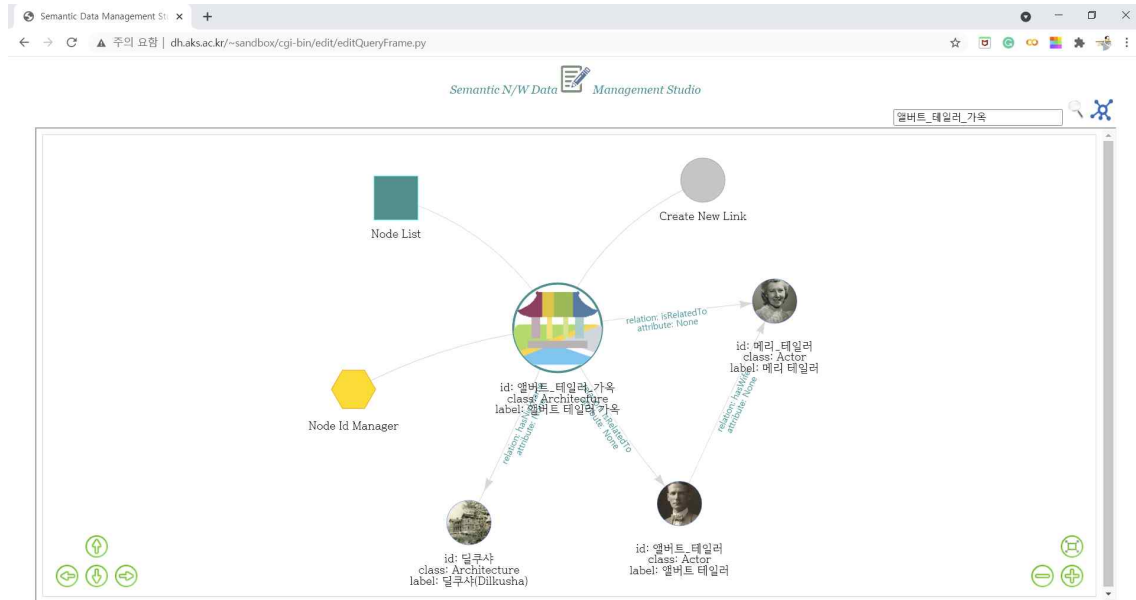 Semantic Data Management St
주의 요함 | dh.aks.ac.kr/~sandbox/cgi-bin/edit/editQueryFrame.py
Semantic N/W Data Management Studio
앨버트_테일러_가옥
Node List
Create New Link
relation: isRelatedTo
attribute: None
id: 메리_테일러
class: Actor
label: 메리 테일러
id: 앨버트_테일러_가옥
class: Architecture
label: 앨버트 테일러 가옥
Node Id Manager
relation: hasWife
attribute: None
relation:
attribute:
isRelatedTo
attribute: None
id: 딜쿠샤
class: Architecture
label: 딜쿠샤(Dilkusha)
id: 앨버트_테일러
class: Actor
label: 앨버트 테일러